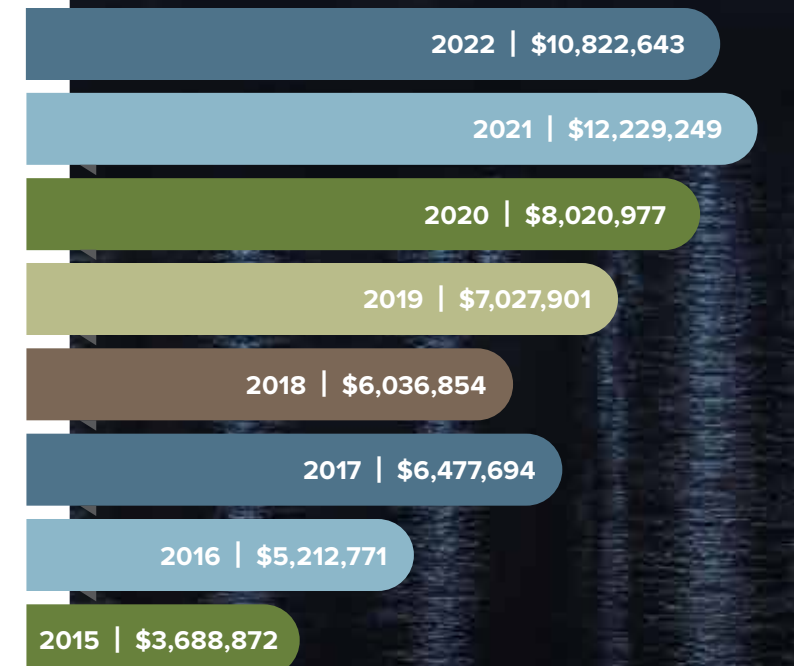 2022 | $10,822,643
2021 | $12,229,249
2020 | $8,020,977
2019 | $7,027,901
2018 | $6,036,854
2017 | $6,477,694
2016 | $5,212,771
2015 | $3,688,872